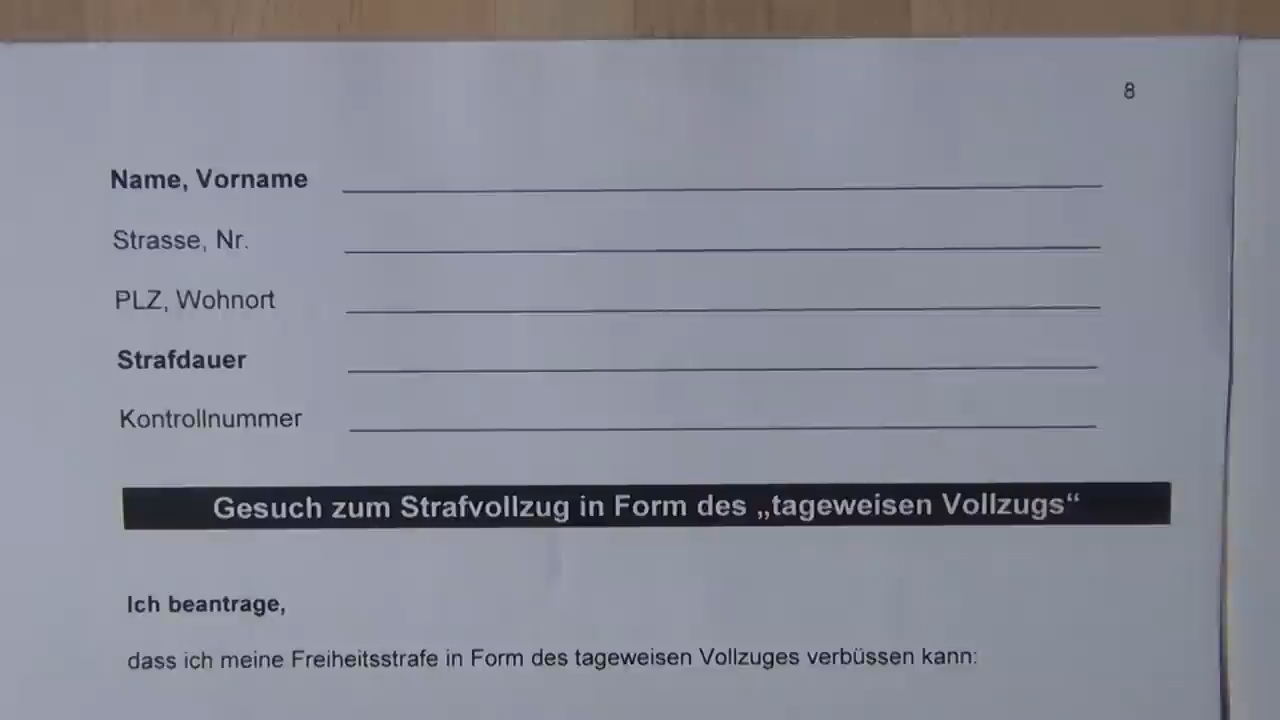 8
Name, Vorname
Strasse, Nr.
PLZ, Wohnort
Strafdauer
Kontrollnummer
Gesuch zum Strafvollzug in Form des „tageweisen Vollzugs“
Ich beantrage,
dass ich meine Freiheitsstrafe in Form des tageweisen Vollzuges verbüssen kann: